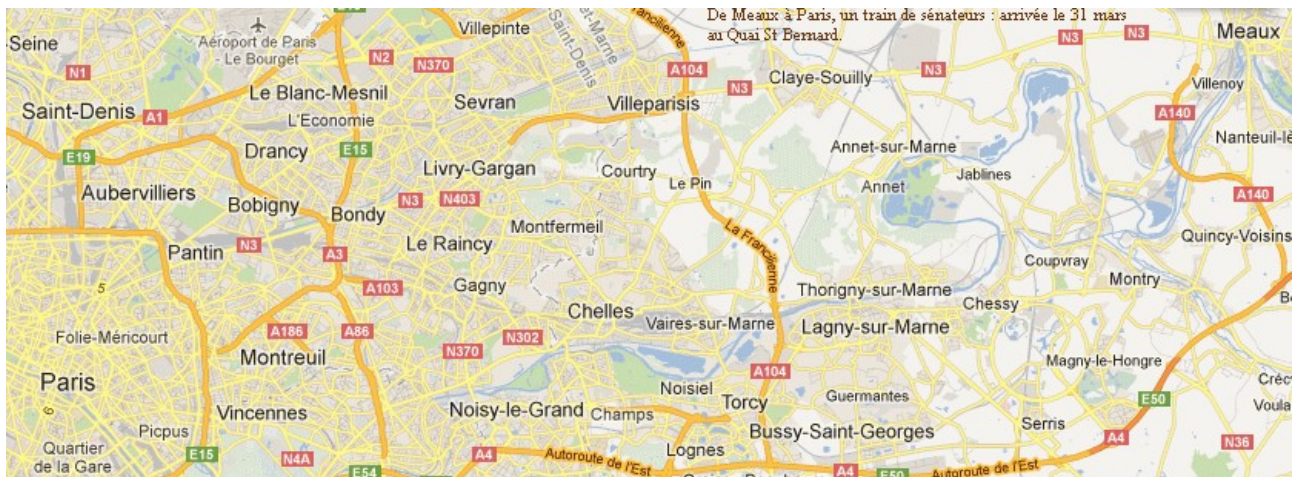 De Meaux à Paris, un train de sénateurs : arrivée le 31 mars
au Quai St Bernard.
Villepinte
Francilienne
Seine-Saint-Denis
N3
N3
Meaux
Seine
Aéroport de Paris
- Le Bourget
N2
N370
A104
N3
Claye-Souilly
N3
Villenoy
N1
Le Blanc-Mesnil
Sevran
Villeparisis
Saint-Denis
A1
L'Economie
A140
Nanteuil-lè
Drancy
E15
Annet-sur-Marne
E19
Livry-Gargan
Courtry
Le Pin
Annet
Jablines
Aubervilliers
Bobigny
Bondy
N3
N403
A140
Pantin
N3
Le Raincy
Montfermeil
La Francilienne
Quincy-Voisins
A3
Coupvray
5
A103
Gagny
Thorigny-sur-Marne
Chessy
Montry
Chelles
Vaires-sur-Marne
Lagny-sur-Marne
Folie-Méricourt
A186
A86
N302
Montreuil
N370
A104
Magny-le-Hongre
Paris
Noisiel
Guermantes
E50
Créc
Voula
6
Vincennes
Noisy-le-Grand
Champs
Torcy
Serris
Picpus
Bussy-Saint-Georges
A4
N36
Quartier
de la Gare
E15
N4A
E54
A4
Autoroute de l'Est
Lognes
A4
E50
Autoroute de l'Est